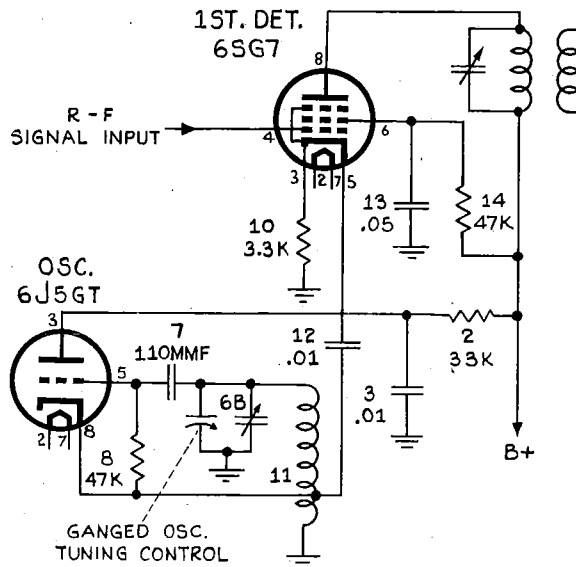 1ST. DET.
6SG7
8
R-F
SIGNAL INPUT
4
6
3
2
7
5
13
.05
14
47K
10
3.3K
OSC.
6J5GT
3
7
110MMF
12
.01
2
33K
5
6B
3
.01
2
7
8
8
47K
11
B+
GANGED OSC.
TUNING CONTROL